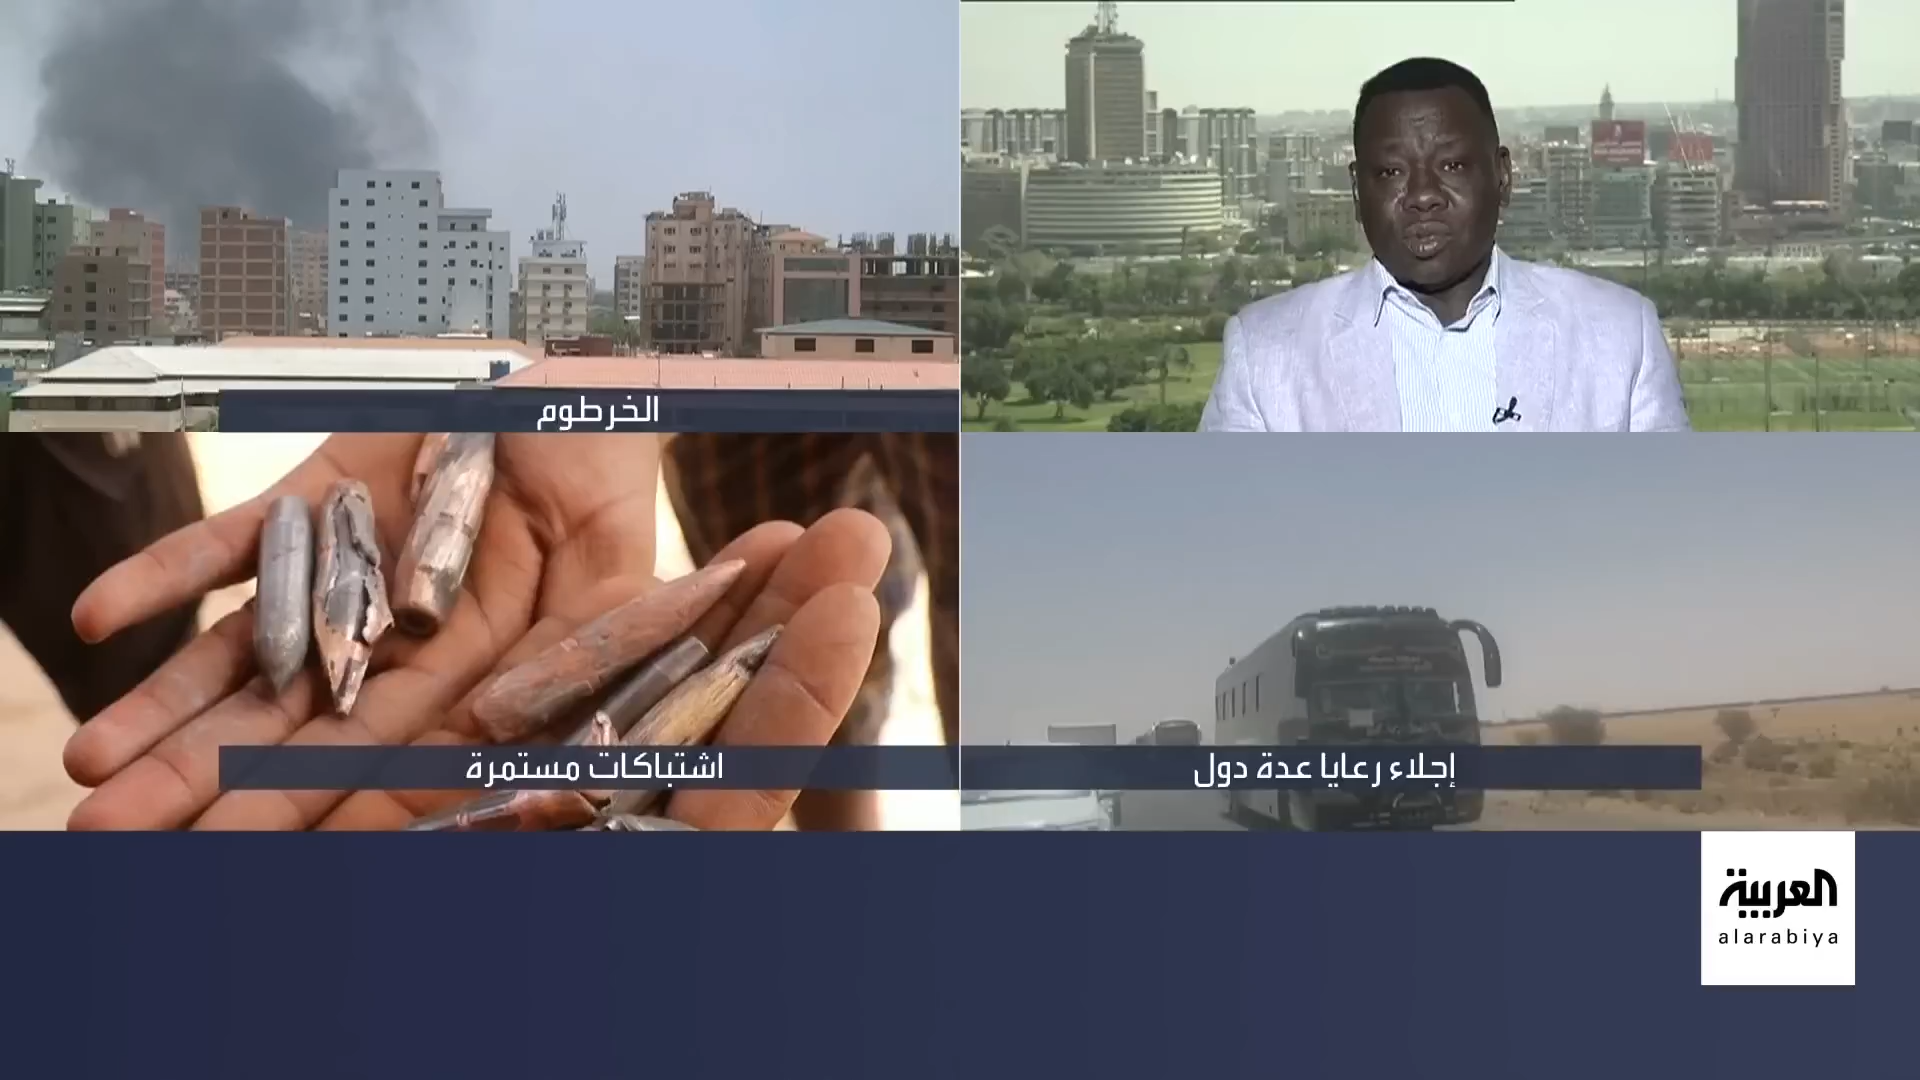 الخرطوم
اشتباكات مستمرة
إجلاء رعايا عدة دول
العربية
alarabiya